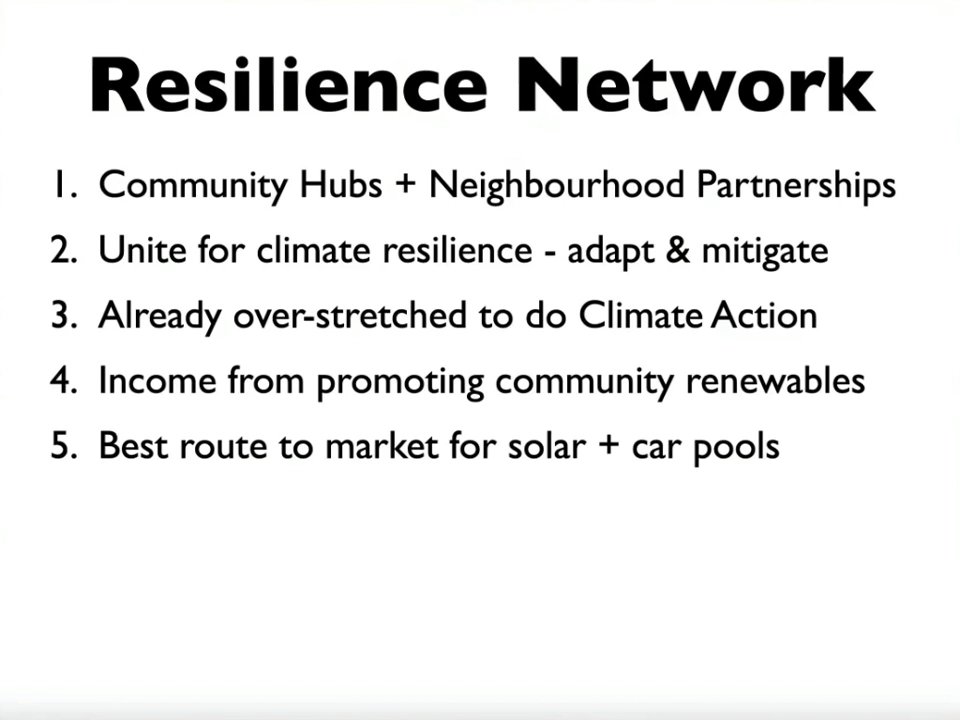 Resilience Network
1. Community Hubs + Neighbourhood Partnerships
2. Unite for climate resilience - adapt & mitigate
3. Already over-stretched to do Climate Action
4. Income from promoting community renewables
5. Best route to market for solar + car pools